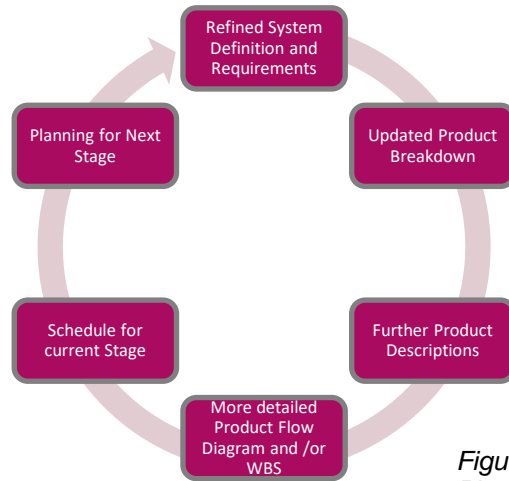 Refined System
Definition and
Requirements
Updated Product
Breakdown
Further Product
Descriptions
More detailed
Product Flow
Diagram and /or
WBS
Schedule for
current Stage
Planning for Next
Stage
Figu